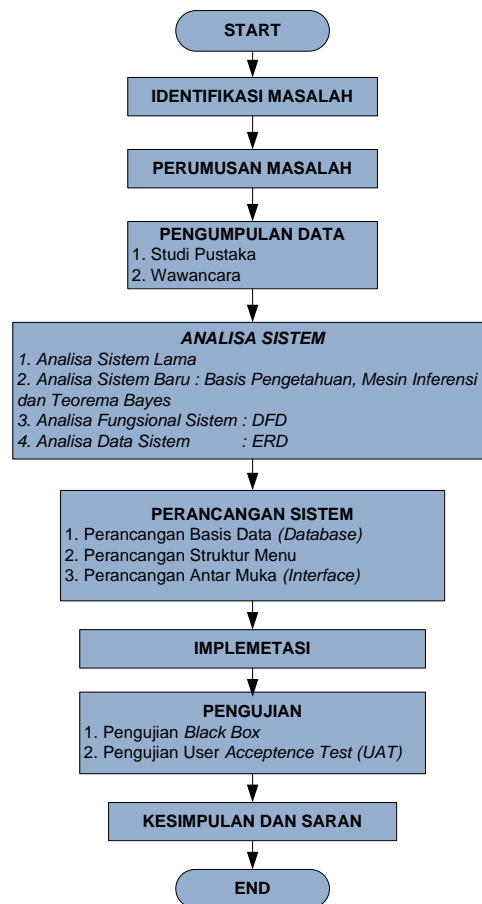 START
IDENTIFIKASI MASALAH
PERUMUSAN MASALAH
PENGUMPULAN DATA
1. Studi Pustaka
2. Wawancara
ANALISA SISTEM
1. Analisa Sistem Lama
2. Analisa Sistem Baru : Basis Pengetahuan, Mesin Inferensi
dan Teorema Bayes
3. Analisa Fungsional Sistem : DFD
4. Analisa Data Sistem : ERD
PERANCANGAN SISTEM
1. Perancangan Basis Data (Database)
2. Perancangan Struktur Menu
3. Perancangan Antar Muka (Interface)
IMPLEMETASI
PENGUJIAN
1. Pengujian Black Box
2. Pengujian User Acceptence Test (UAT)
KESIMPULAN DAN SARAN
END